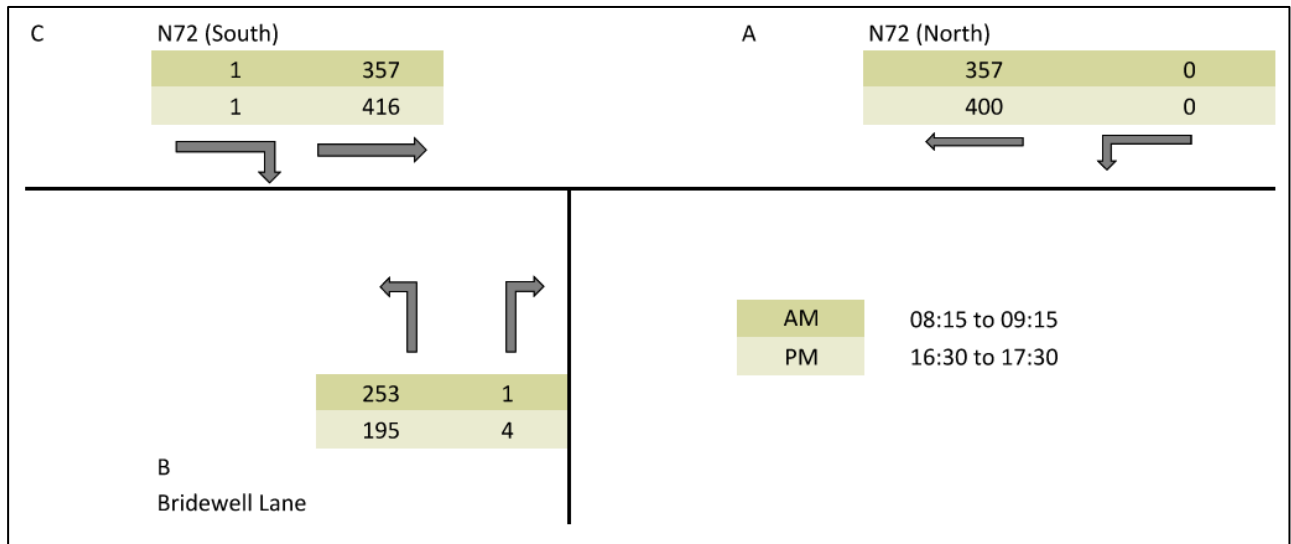 C N72 (South) A N72 (North)
1 357 357 0
1 416 400 0
AM 08:15 to 09:15
PM 16:30 to 17:30
253 1
195 4
B
Bridewell Lane